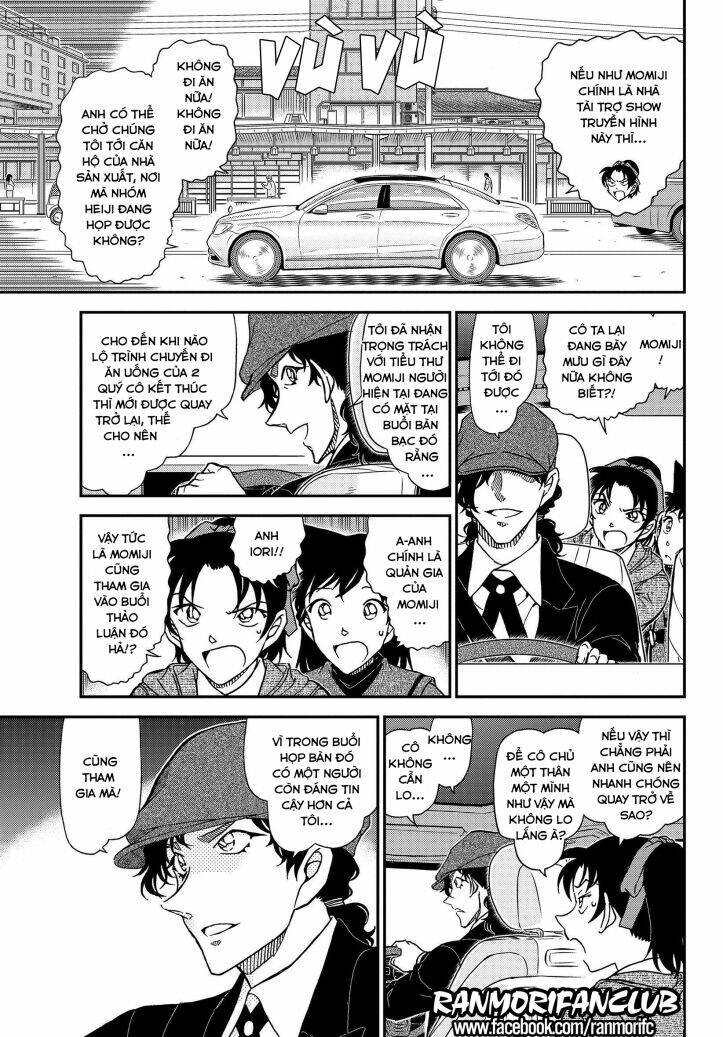 NẾU NHƯ MOMIJI
CHÍNH LÀ NHÀ
TÀI TRỢ SHOW
TRUYỀN HÌNH
NÀY THÌ...
VÙ VÙ
KHÔNG
ĐI ĂN
NỮA!
KHÔNG
ĐI ĂN
NỮA!
ANH CÓ THỂ
CHỞ CHÚNG
TÔI TỚI CĂN
HỘ CỦA NHÀ
SẢN XUẤT, NƠI
MÀ NHÓM
HEIJI ĐANG
HỌP ĐƯỢC
KHÔNG?
MOMIJI
!
CÔ TA LẠI
ĐANG BÀY
MƯU GÌ ĐÂY
NỮA KHÔNG
BIẾT?!
TÔI
KHÔNG
THỂ ĐI
TỚI ĐÓ
ĐƯỢC
...
TÔI ĐÃ NHẬN
TRỌNG TRÁCH
VỚI TIỂU THƯ
MOMIJI NGƯỜI
HIỆN TẠI ĐANG
CÓ MẶT TẠI
BUỔI BÀN
BẠC ĐÓ
RẰNG
...
CHO ĐẾN KHI NÀO
LỘ TRÌNH CHUYẾN ĐI
ĂN UỐNG CỦA 2
QUÝ CÔ KẾT THÚC
THÌ MỚI ĐƯỢC QUAY
TRỞ LẠI, THẾ
CHO NÊN
...
A-ANH
CHÍNH LÀ
QUẢN GIA
CỦA
MOMIJI
...
ANH
IORI!!
VẬY TỨC
LÀ MOMIJI
CŨNG
THAM GIA
VÀO BUỔI
THẢO
LUẬN ĐÓ
HẢ?
NẾU VẬY THÌ
CHẲNG PHẢI
ANH CŨNG NÊN
NHANH CHÓNG
QUAY TRỞ VỀ
SAO?
ĐỂ CÔ CHỦ
MỘT THÂN
MỘT MÌNH
NHƯ VẬY MÀ
KHÔNG LO
LẮNG À?
KHÔNG
...
CÔ
KHÔNG
CẦN
LO...
VÌ TRONG BUỔI
HỌP BÀN ĐÓ
CÓ MỘT NGƯỜI
CÒN ĐÁNG TIN
CẬY HƠN CẢ
TÔI...
CŨNG
THAM
GIA MÀ!
RANMORIFANCLUB
www.facebook.com/ranmorifc